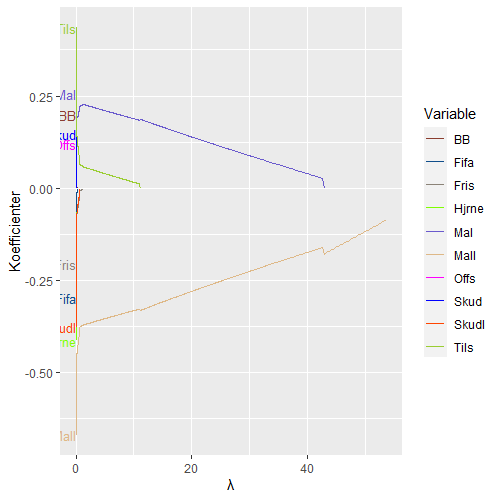 Tils
Mal
BB
Skud
Offs
Fris
Fifa
Skudl
Hjrne
Mall
0.25
0.00
-0.25
-0.50
0
20
40
λ
Koefficienter
Variable
BB
Fifa
Fris
Hjrne
Mal
Mall
Offs
Skud
Skudl
Tils